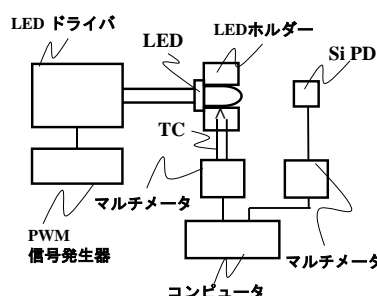 LED ドライバ
LED
LEDホルダー
Si PD
TC
マルチメータ
PWM
信号発生器
マルチメータ
コンピュータ